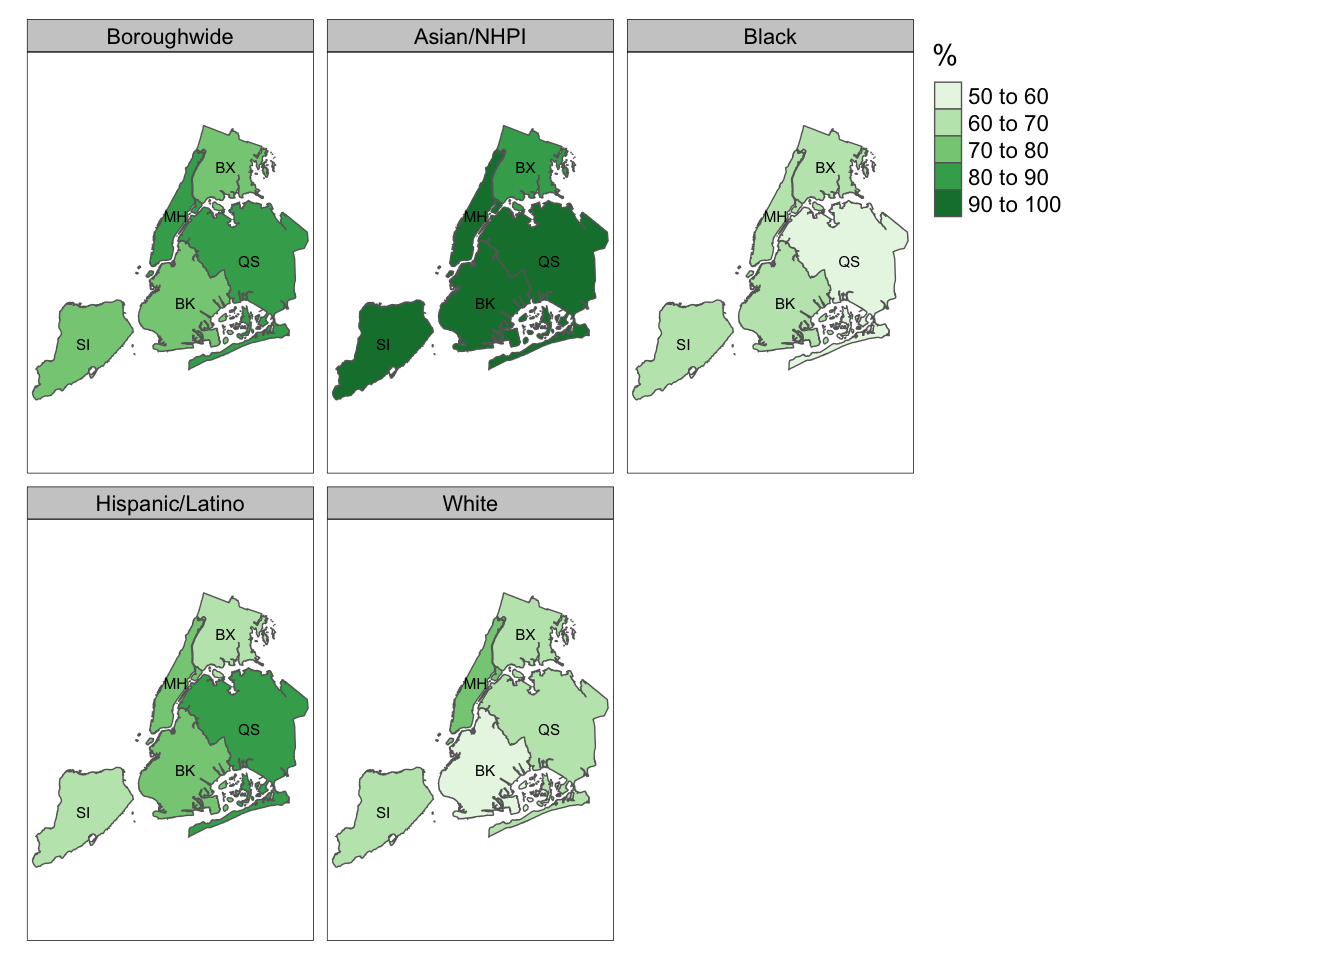 Boroughwide
Asian/NHPI
Black
%
50 to 60
60 to 70
70 to 80
80 to 90
90 to 100
BX
MH
QS
BK
SI
BX
MH
QS
BK
SI
BX
MH
QS
BK
SI
Hispanic/Latino
White
BX
MH
QS
BK
SI
BX
MH
QS
BK
SI